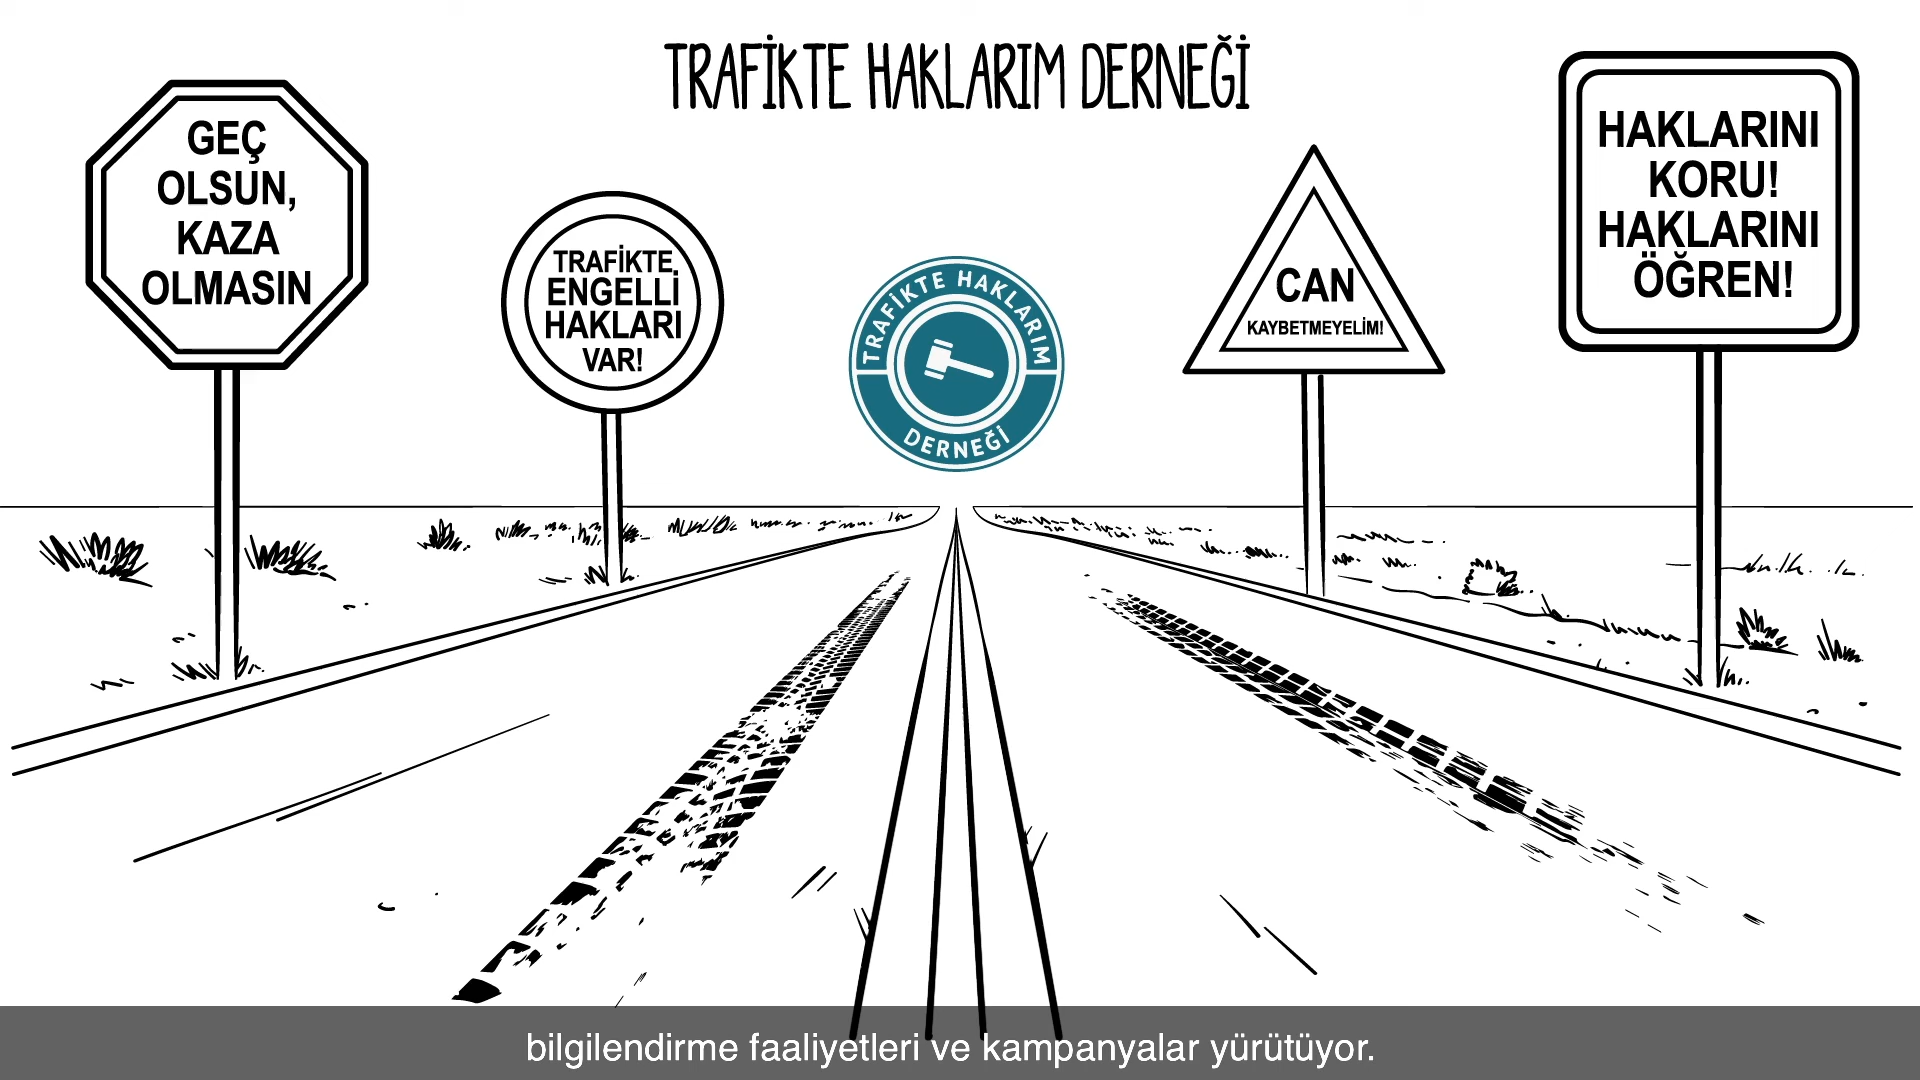 TRAFİKTE HAKLARIM DERNEĞİ
GEÇ
OLSUN,
KAZA
OLMASIN
TRAFİKTE
ENGELLİ
HAKLARI
VAR!
TRAFİKTE HAKLARIM
DERNEĞİ
CAN
KAYBETMEYELİM!
HAKLARINI
KORU!
HAKLARINI
ÖĞREN!
bilgilendirme faaliyetleri ve kampanyalar yürütüyor.